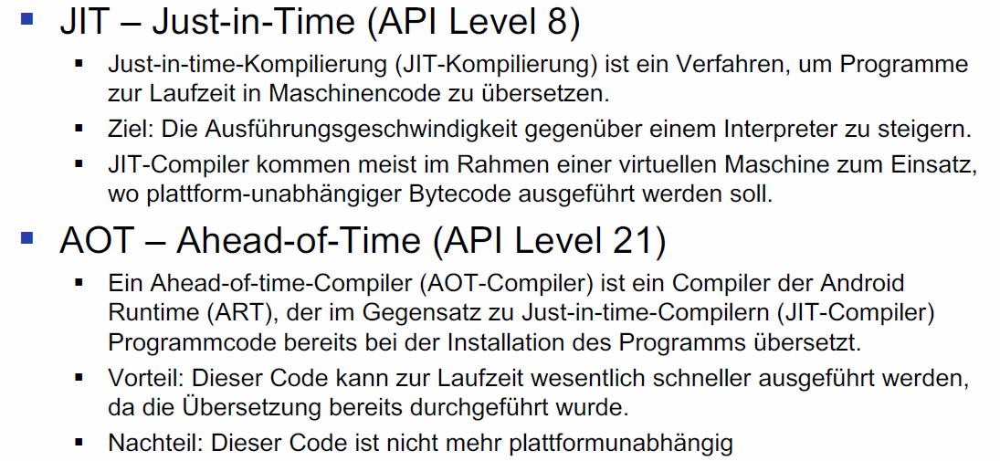 JIT – Just-in-Time (API Level 8)
Just-in-time-Kompilierung (JIT-Kompilierung) ist ein Verfahren, um Programme
zur Laufzeit in Maschinencode zu übersetzen.
Ziel: Die Ausführungsgeschwindigkeit gegenüber einem Interpreter zu steigern.
JIT-Compiler kommen meist im Rahmen einer virtuellen Maschine zum Einsatz,
wo plattform-unabhängiger Bytecode ausgeführt werden soll.
AOT – Ahead-of-Time (API Level 21)
Ein Ahead-of-time-Compiler (AOT-Compiler) ist ein Compiler der Android
Runtime (ART), der im Gegensatz zu Just-in-time-Compilern (JIT-Compiler)
Programmcode bereits bei der Installation des Programms übersetzt.
Vorteil: Dieser Code kann zur Laufzeit wesentlich schneller ausgeführt werden,
da die Übersetzung bereits durchgeführt wurde.
Nachteil: Dieser Code ist nicht mehr plattformunabhängig